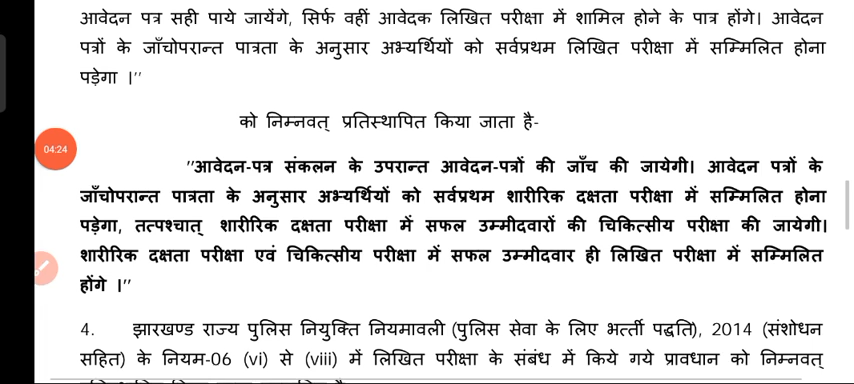 आवेदन पत्र सही पाये जायेंगे, सिर्फ वहीं आवेदक लिखित परीक्षा में शामिल होने के पात्र होंगे। आवेदन
पत्रों के जाँचोपरान्त पात्रता के अनुसार अभ्यर्थियों को सर्वप्रथम लिखित परीक्षा में सम्मिलित होना
पड़ेगा ।''
को निम्नवत् प्रतिस्थापित किया जाता है-
04:24
''आवेदन-पत्र संकलन के उपरान्त आवेदन-पत्रों की जाँच की जायेगी। आवेदन पत्रों के
जाँचोपरान्त पात्रता के अनुसार अभ्यर्थियों को सर्वप्रथम शारीरिक दक्षता परीक्षा में सम्मिलित होना
पड़ेगा, तत्पश्चात् शारीरिक दक्षता परीक्षा में सफल उम्मीदवारों की चिकित्सीय परीक्षा की जायेगी।
शारीरिक दक्षता परीक्षा एवं चिकित्सीय परीक्षा में सफल उम्मीदवार ही लिखित परीक्षा में सम्मिलित
होंगे ।''
4. झारखण्ड राज्य पुलिस नियुक्ति नियमावली (पुलिस सेवा के लिए भर्त्ती पद्धति), 2014 (संशोधन
सहित) के नियम-06 (vi) से (viii) में लिखित परीक्षा के संबंध में किये गये प्रावधान को निम्नवत्